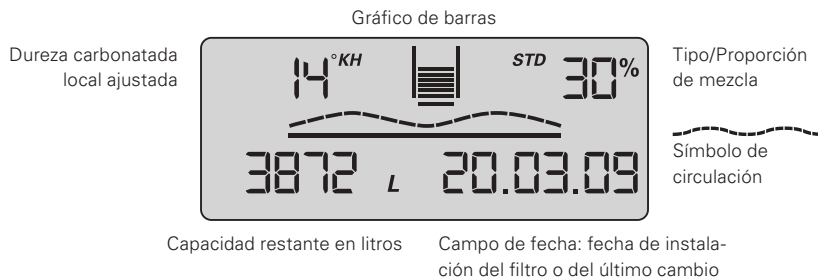 Gráfico de barras
Dureza carbonatada
local ajustada
14 °KH
STD 30%
Tipo/Proporción
de mezcla
Símbolo de
circulación
3872 L 20.03.09
Capacidad restante en litros
Campo de fecha: fecha de instala-
ción del filtro o del último cambio